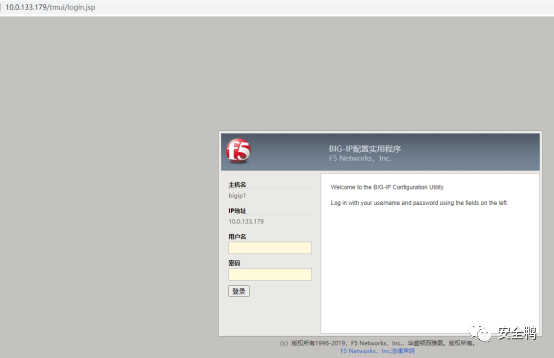 10.0.133.179/tmui/login.jsp
f5
BIG-IP配置实用程序
F5 Networks, Inc.
主机名
bigip1
IP地址
10.0.133.179
用户名
密码
登录
Welcome to the BIG-IP Configuration Utility.
Log in with your username and password using the fields on the left.
(c) 版权所有1996-2019，F5 Networks, Inc.，华盛顿西雅图。版权所有。
F5 Networks, Inc.法律声明
安全鸭